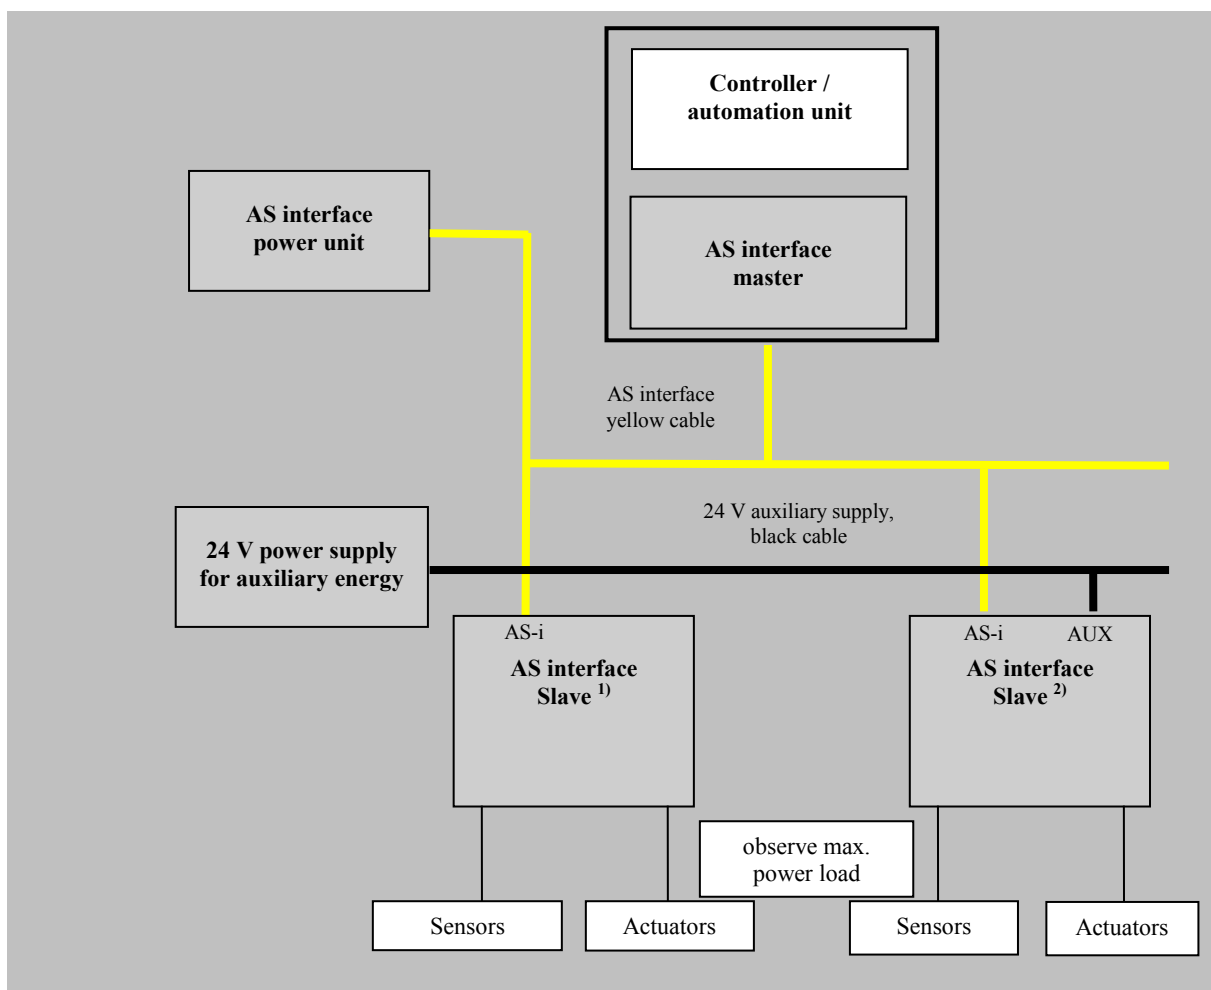 Controller /
automation unit
AS interface
power unit
AS interface
master
AS interface
yellow cable
24 V auxiliary supply,
black cable
24 V power supply
for auxiliary energy
AS-i
AS interface
Slave 1)
AS-i AUX
AS interface
Slave 2)
observe max.
power load
Sensors
Actuators
Sensors
Actuators